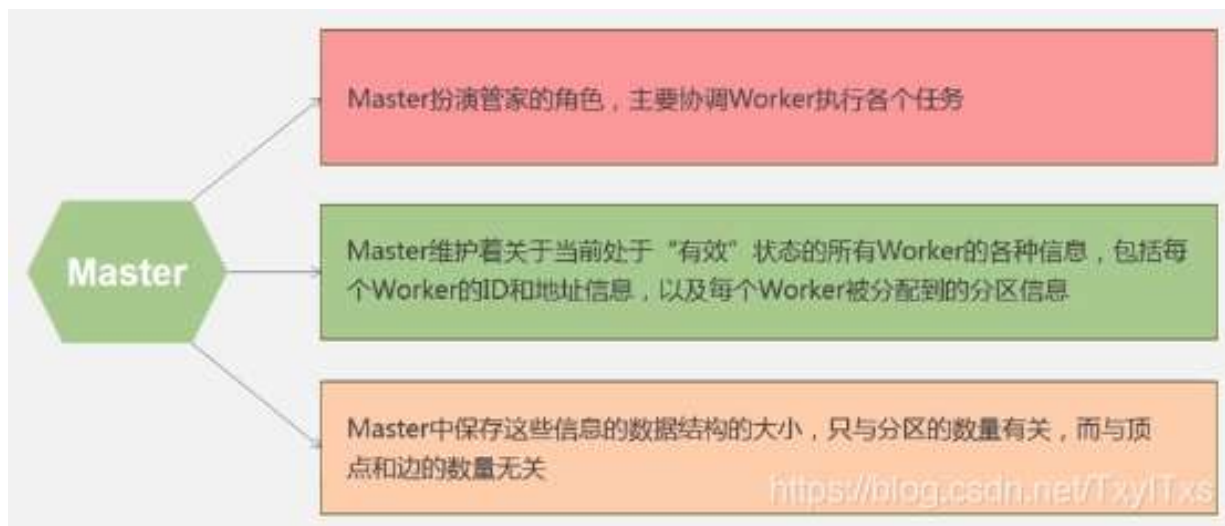 Master扮演管家的角色，主要协调Worker执行各个任务
Master
Master维护着关于当前处于“有效”状态的所有Worker的各种信息，包括每
个Worker的ID和地址信息，以及每个Worker被分配到的分区信息
Master中保存这些信息的数据结构的大小，只与分区的数量有关，而与顶
点和边的数量无关
https://blog.csdn.net/TxyITxs